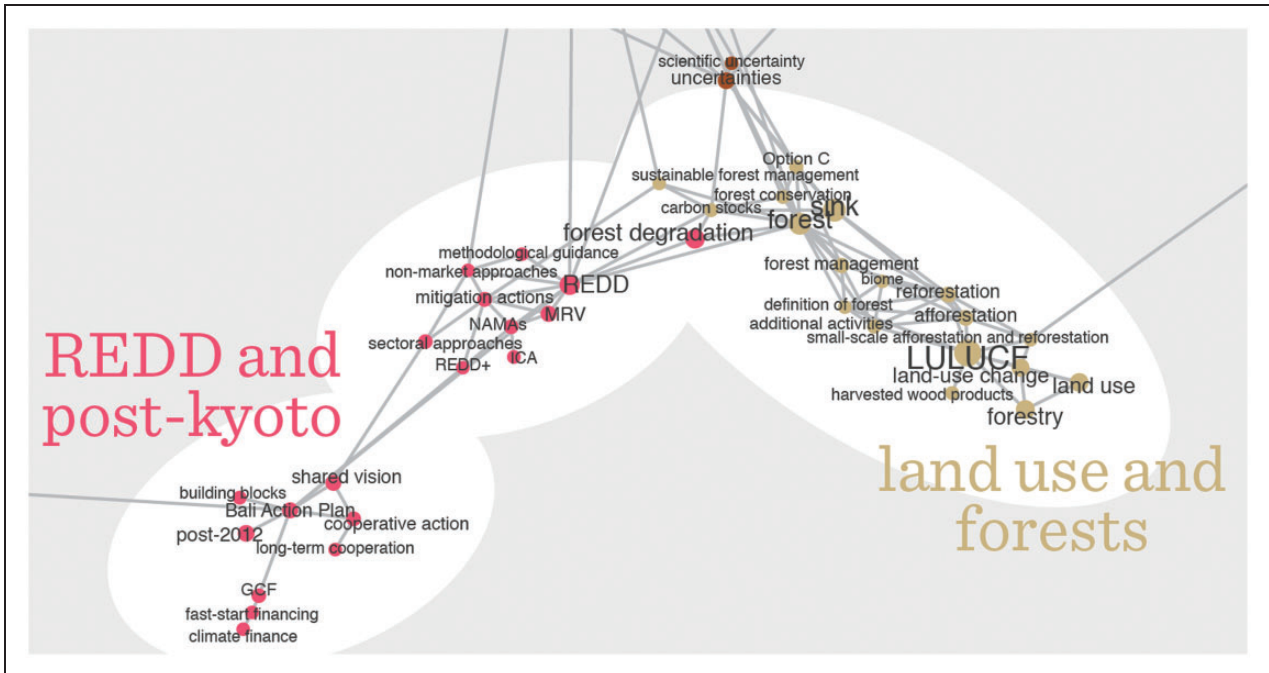 scientific uncertainty
uncertainties
Option C
sustainable forest management
forest conservation
carbon stocks
sink
forest
forest degradation
methodological guidance
non-market approaches
REDD
mitigation actions
MRV
NAMAs
sectoral approaches
ICA
REDD+
forest management
biome
reforestation
definition of forest
afforestation
additional activities
small-scale afforestation and reforestation
LULUCF
land-use change
land use
harvested wood products
forestry
REDD and
post-kyoto
land use and
forests
shared vision
building blocks
Bali Action Plan
cooperative action
post-2012
long-term cooperation
GCF
fast-start financing
climate finance